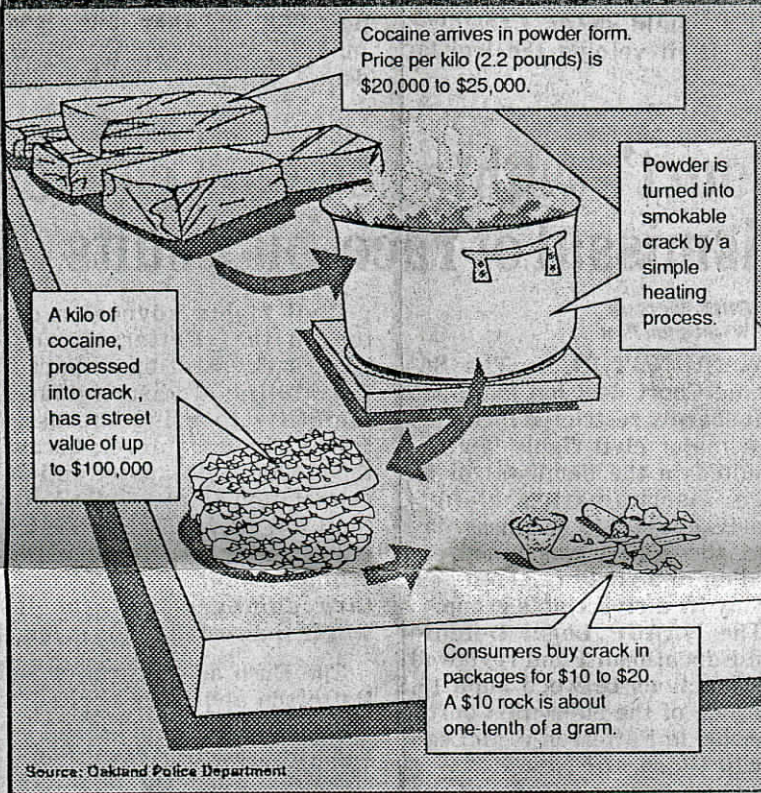 Cocaine arrives in powder form.
Price per kilo (2.2 pounds) is
$20,000 to $25,000.
Powder is
turned into
smokable
crack by a
simple
heating
process.
A kilo of
cocaine,
processed
into crack ,
has a street
value of up
to $100,000
Consumers buy crack in
packages for $10 to $20.
A $10 rock is about
one-tenth of a gram.
Source: Oakland Police Department